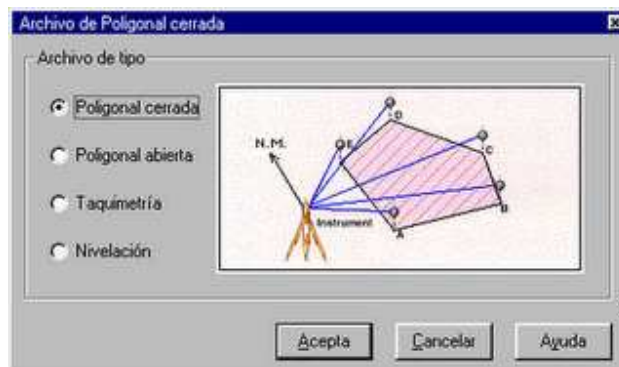 Archivo de Poligonal cerrada
Archivo de tipo
Poligonal cerrada
Poligonal abierta
Taquimetría
Nivelación
N.M.
D
E
C
B
A
Instrument
Acepta
Cancelar
Ayuda